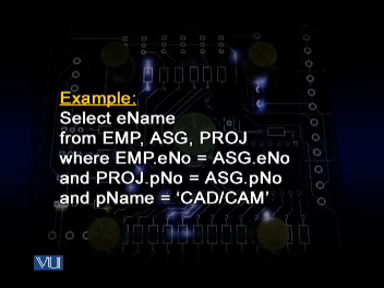 Example:
Select eName
from EMP, ASG, PROJ
where EMP.eNo = ASG.eNo
and PROJ.pNo = ASG.pNo
and pName = ‘CAD/CAM’
VU